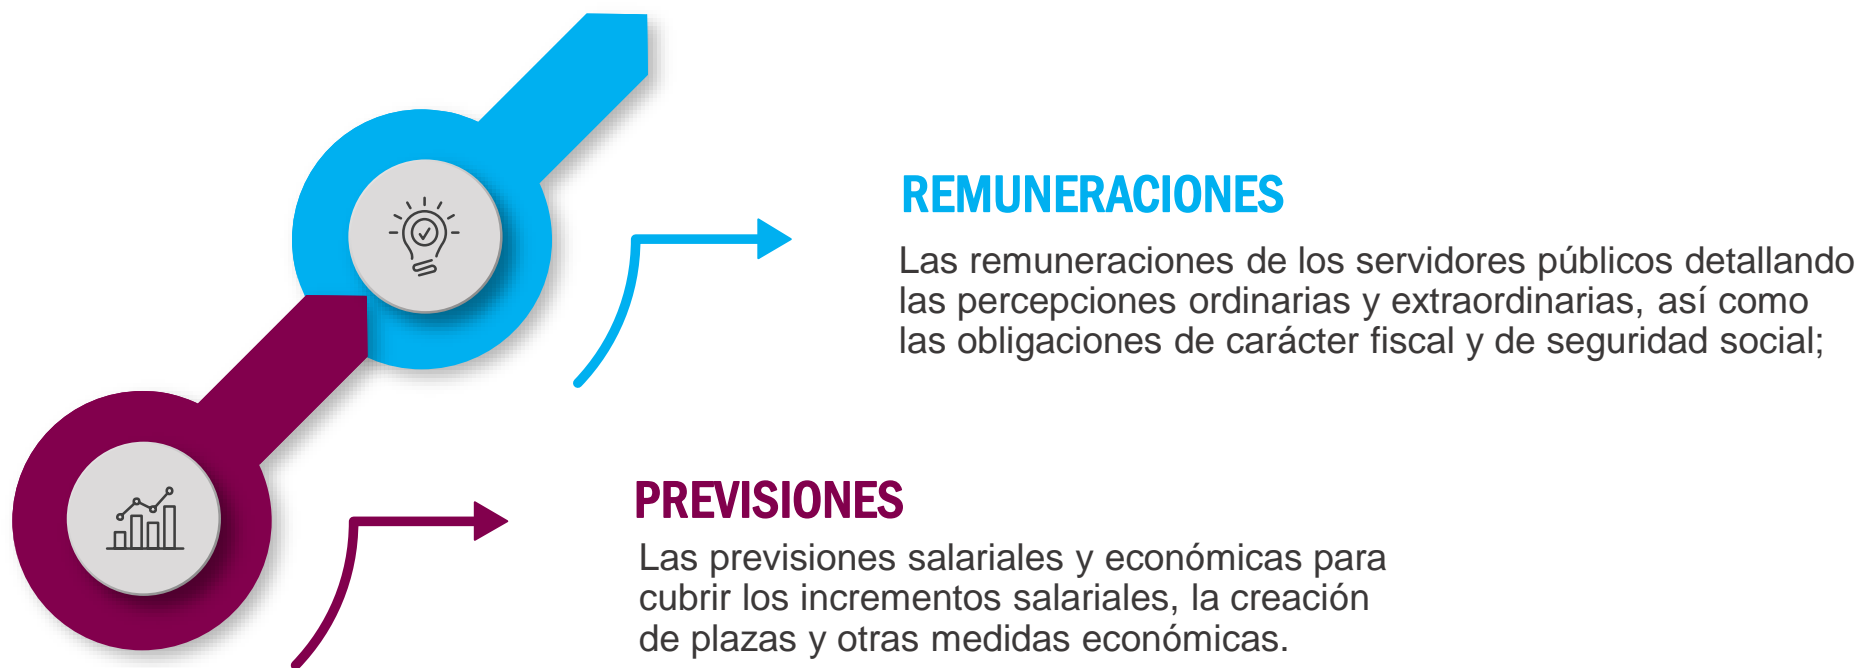 REMUNERACIONES
Las remuneraciones de los servidores públicos detallando
las percepciones ordinarias y extraordinarias, así como
las obligaciones de carácter fiscal y de seguridad social;
PREVISIONES
Las previsiones salariales y económicas para
cubrir los incrementos salariales, la creación
de plazas y otras medidas económicas.